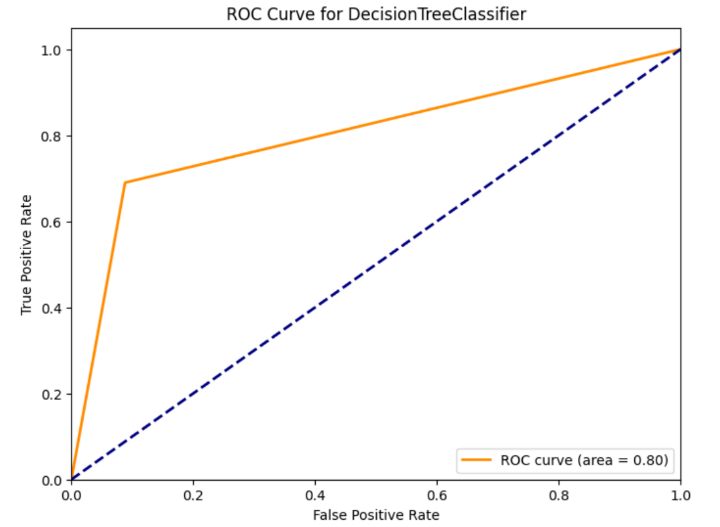 ROC Curve for DecisionTreeClassifier
True Positive Rate
1.0
0.8
0.6
0.4
0.2
0.0
0.0 0.2 0.4 0.6 0.8 1.0
False Positive Rate
ROC curve (area = 0.80)